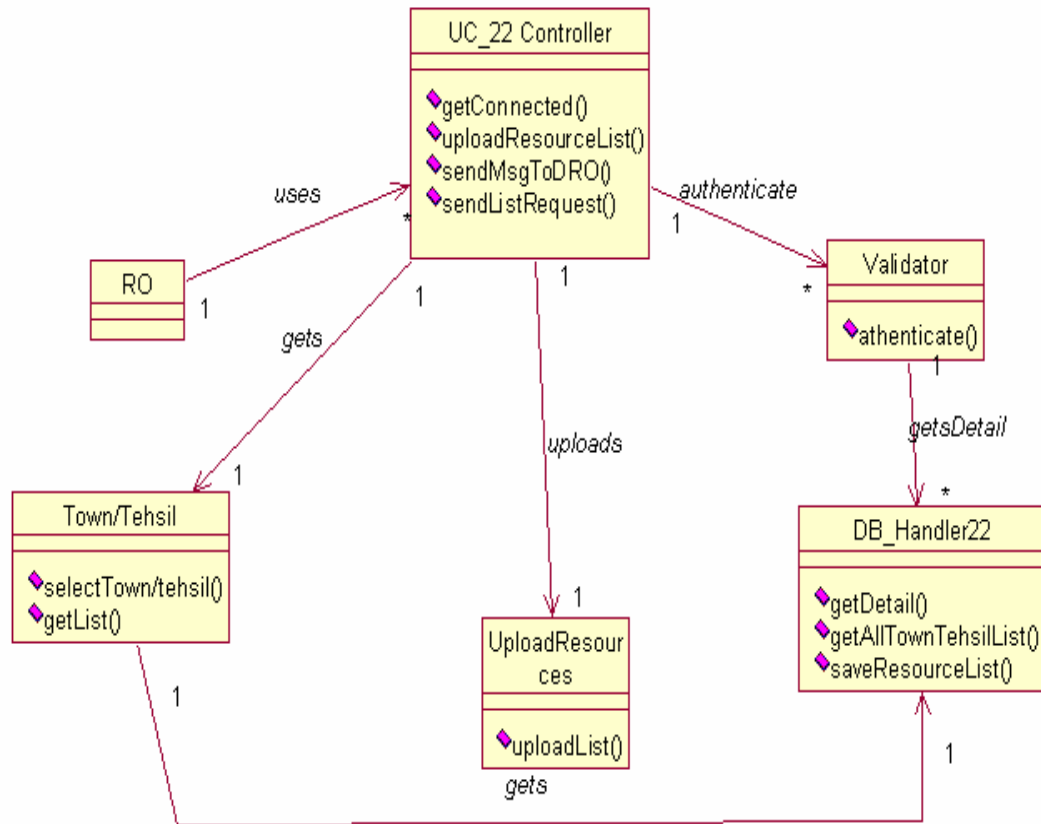 UC_22 Controller
getConnected()
uploadResourceList()
sendMsgToDRO()
sendListRequest()
uses
*
authenticate
1
RO
1
1
1
Validator
*
athenticate()
1
gets
uploads
getsDetail
1
*
Town/Tehsil
selectTown/tehsil()
getList()
DB_Handler22
getDetail()
getAllTownTehsilList()
saveResourceList()
1
UploadResour
ces
uploadList()
1
1
gets